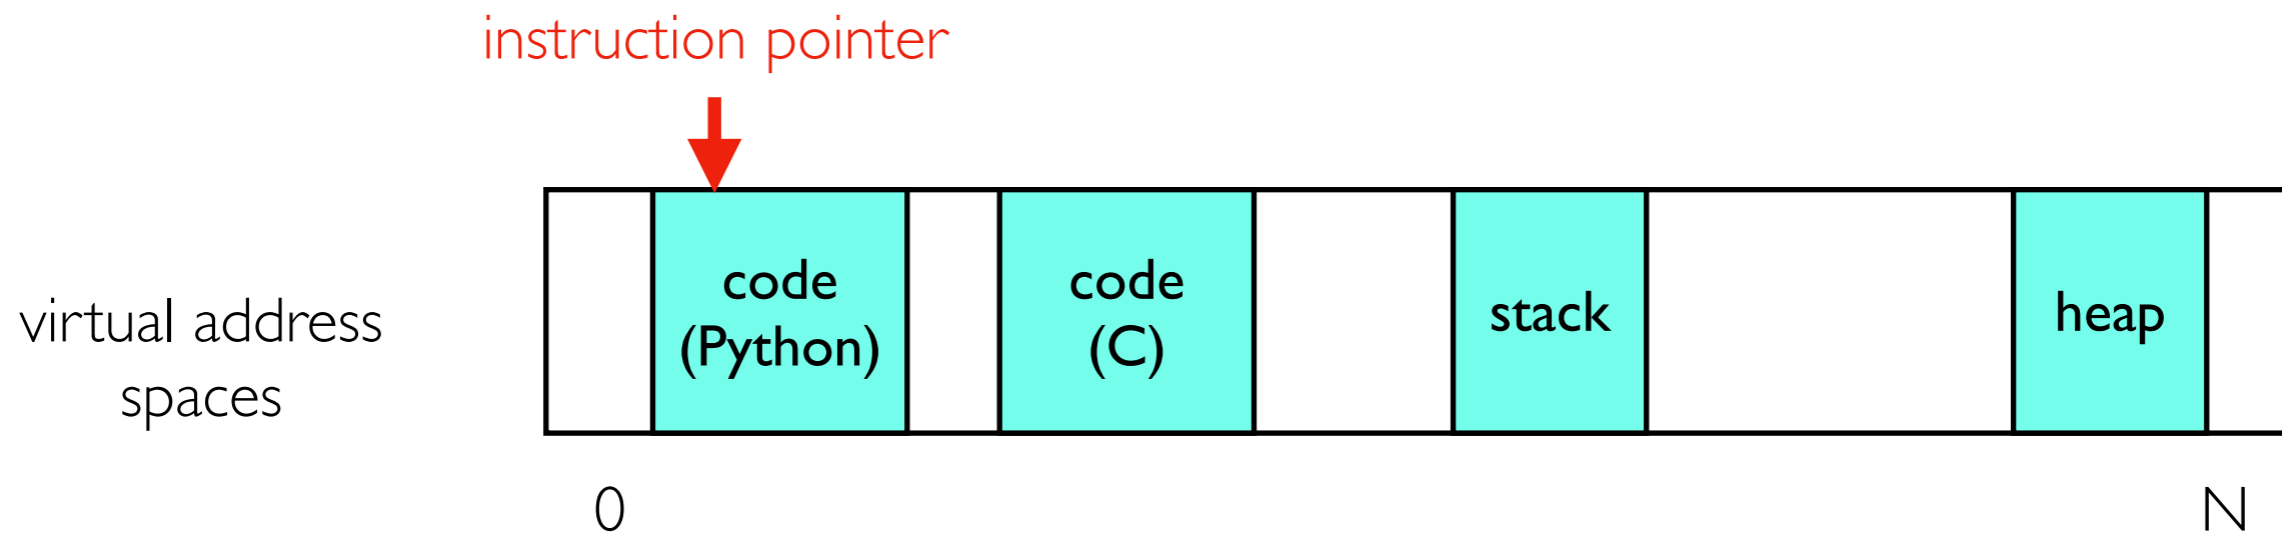 instruction pointer
virtual address
spaces
code
(Python)
code
(C)
stack
heap
0
N